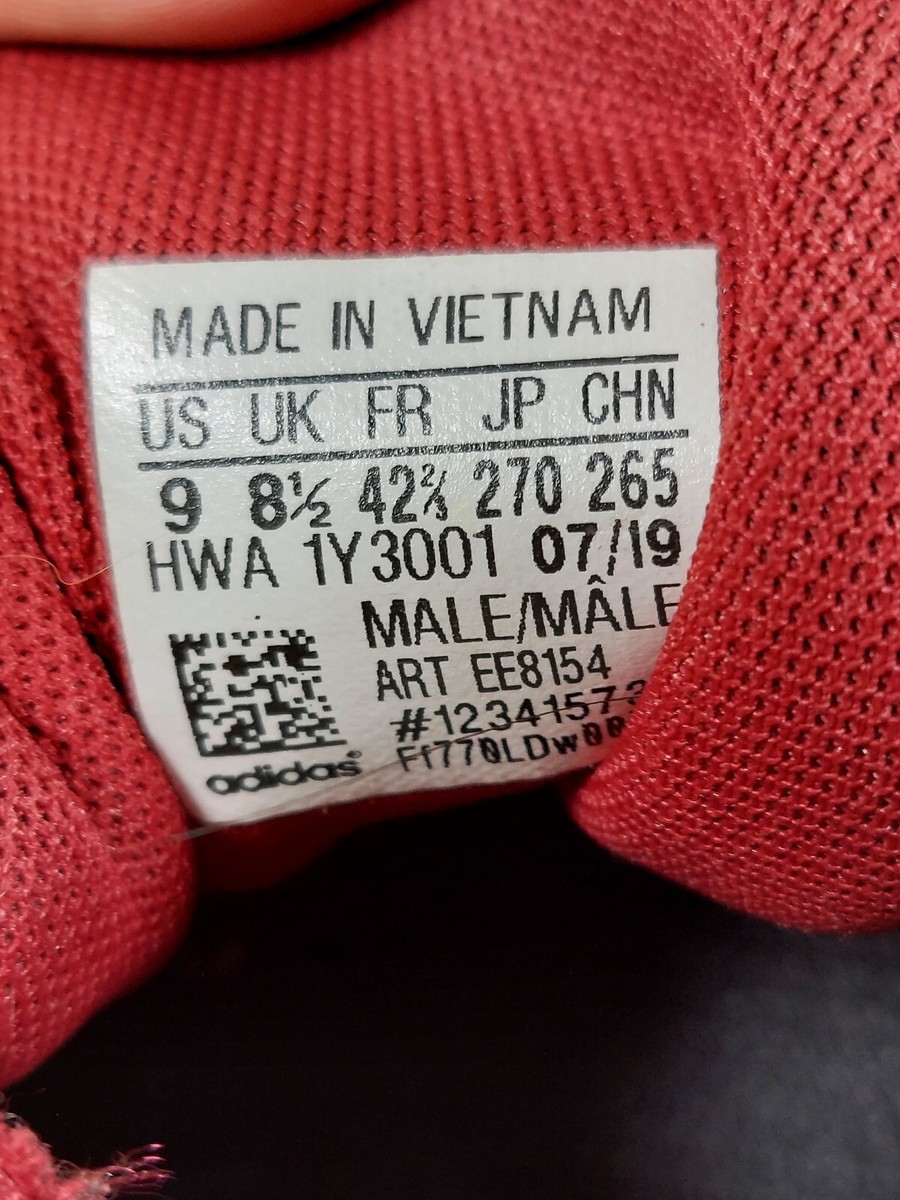 MADE IN VIETNAM
US UK FR JP CHN
9 8½ 42⅔ 270 265
HWA 1Y3001 07/19
MALE/MÂLE
ART EE8154
#12341573
adidas